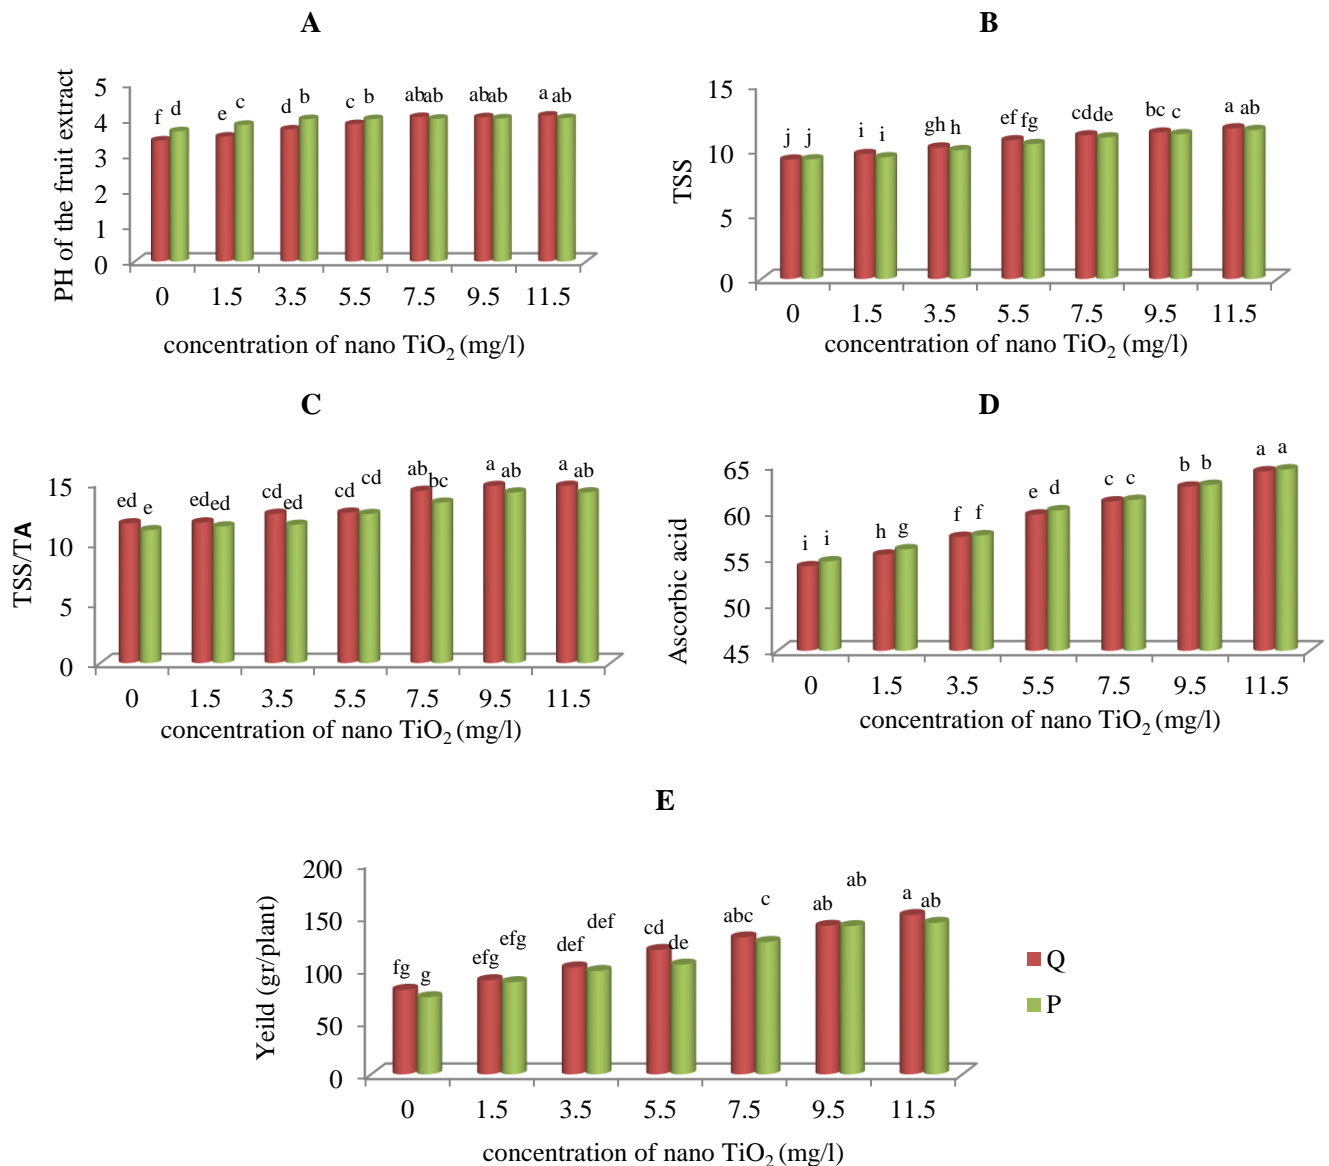 A
PH of the fruit extract
5
4
3
2
1
0
f d e c d b c b ab ab ab ab a ab
0 1.5 3.5 5.5 7.5 9.5 11.5
concentration of nano TiO2 (mg/l)
B
TSS
15
10
5
0
j j i i gh h ef fg cd de bc c a ab
0 1.5 3.5 5.5 7.5 9.5 11.5
concentration of nano TiO2 (mg/l)
C
TSS/TA
15
10
5
0
ed e ed ed cd ed cd cd ab bc a ab a ab
0 1.5 3.5 5.5 7.5 9.5 11.5
concentration of nano TiO2 (mg/l)
D
Ascorbic acid
65
60
55
50
45
i i h g f f e d c c b b a a
0 1.5 3.5 5.5 7.5 9.5 11.5
concentration of nano TiO2 (mg/l)
E
Yeild (gr/plant)
200
150
100
50
0
fg g efg efg def def cd de abc c ab ab a ab
0 1.5 3.5 5.5 7.5 9.5 11.5
concentration of nano TiO2 (mg/l)
Q
P